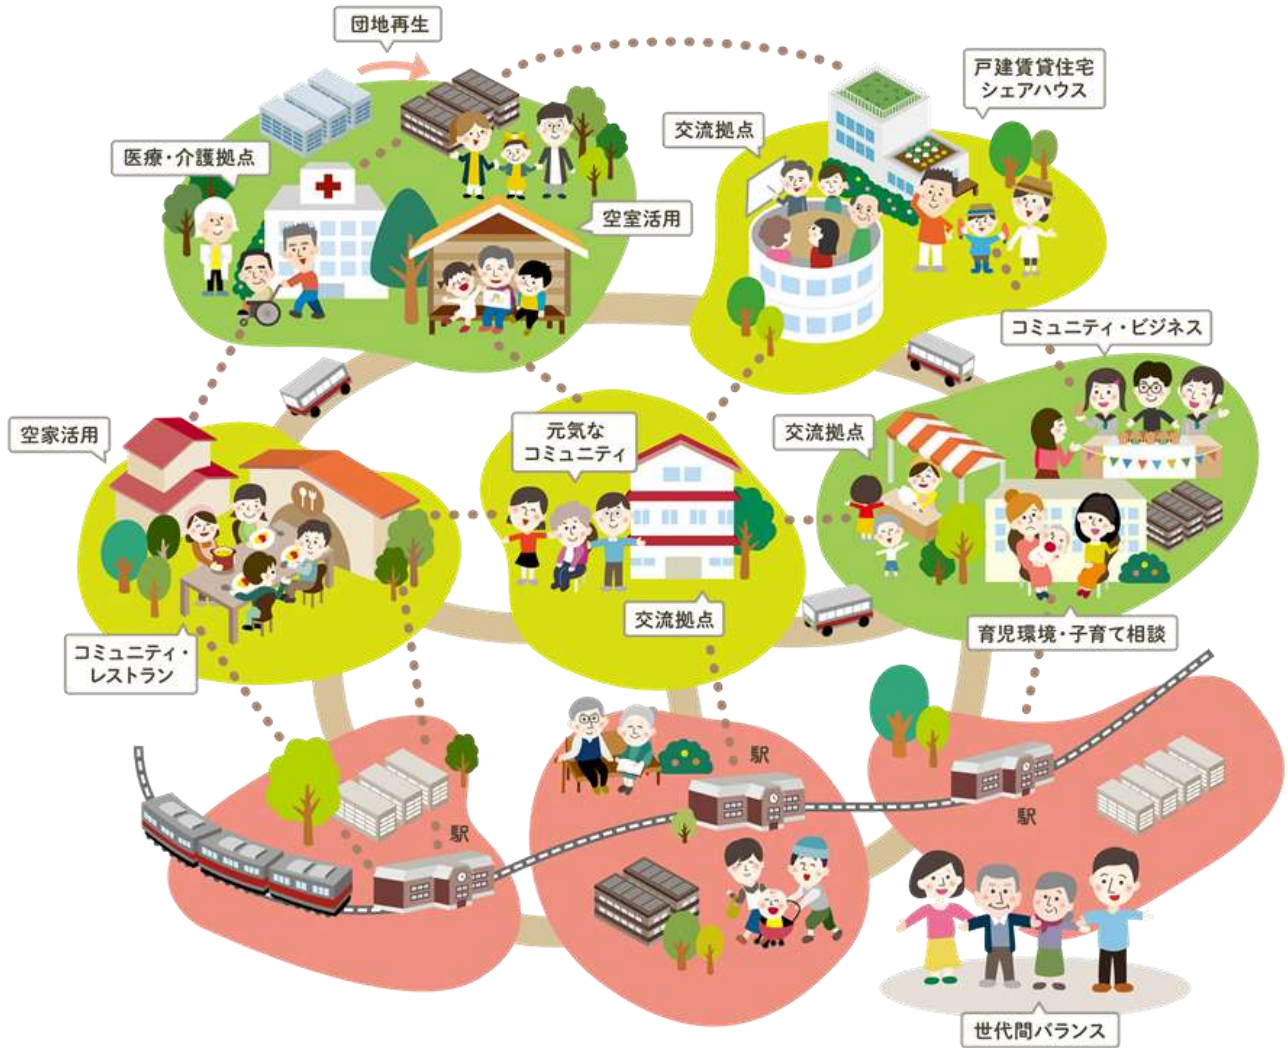 団地再生
戸建賃貸住宅
シェアハウス
交流拠点
医療・介護拠点
空室活用
コミュニティ・ビジネス
空家活用
元気な
コミュニティ
交流拠点
交流拠点
育児環境・子育て相談
コミュニティ・
レストラン
駅
駅
駅
世代間バランス